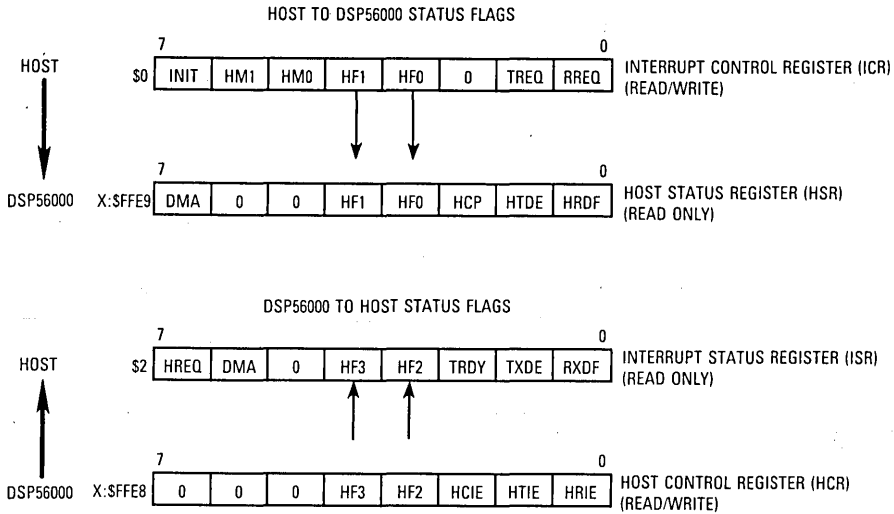 HOST TO DSP56000 STATUS FLAGS
7 0
HOST $0 INIT HM1 HM0 HF1 HF0 0 TREQ RREQ INTERRUPT CONTROL REGISTER (ICR)
(READ/WRITE)
7 0
DSP56000 X:$FFE9 DMA 0 0 HF1 HF0 HCP HTDE HRDF HOST STATUS REGISTER (HSR)
(READ ONLY)
DSP56000 TO HOST STATUS FLAGS
7 0
HOST $2 HREQ DMA 0 HF3 HF2 TRDY TXDE RXDF INTERRUPT STATUS REGISTER (ISR)
(READ ONLY)
7 0
DSP56000 X:$FFE8 0 0 0 HF3 HF2 HCIE HTIE HRIE HOST CONTROL REGISTER (HCR)
(READ/WRITE)